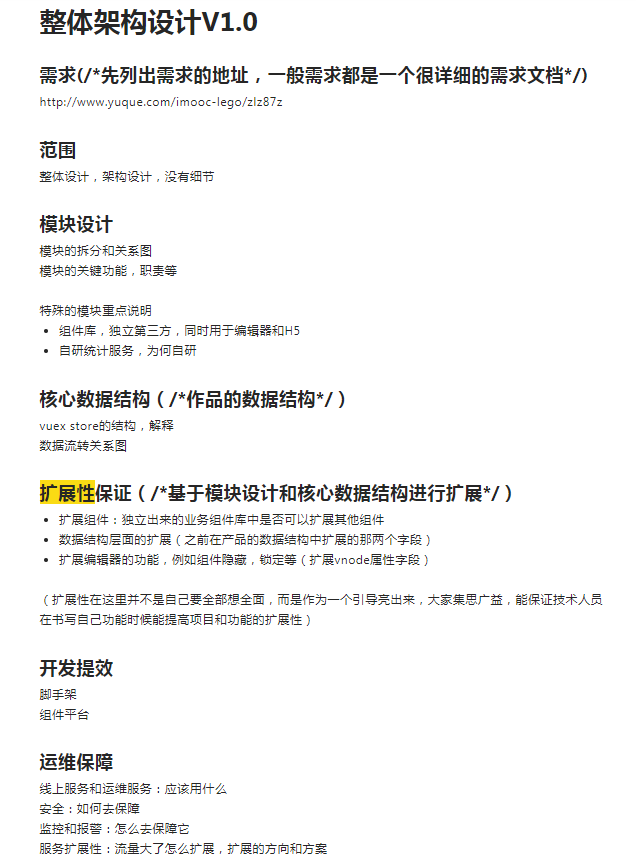 整体架构设计V1.0
需求(/*先列出需求的地址，一般需求都是一个很详细的需求文档*/)
http://www.yuque.com/imooc-lego/zlz87z
范围
整体设计，架构设计，没有细节
模块设计
模块的拆分和关系图
模块的关键功能，职责等
特殊的模块重点说明
• 组件库，独立第三方，同时用于编辑器和H5
• 自研统计服务，为何自研
核心数据结构（/*作品的数据结构*/）
vuex store的结构，解释
数据流转关系图
扩展性保证（/*基于模块设计和核心数据结构进行扩展*/）
• 扩展组件：独立出来的业务组件库中是否可以扩展其他组件
• 数据结构层面的扩展（之前在产品的数据结构中扩展的那两个字段）
• 扩展编辑器的功能，例如组件隐藏，锁定等（扩展vnode属性字段）
（扩展性在这里并不是自己要全部想全面，而是作为一个引导亮出来，大家集思广益，能保证技术人员
在书写自己功能时候能提高项目和功能的扩展性）
开发提效
脚手架
组件平台
运维保障
线上服务和运维服务：应该用什么
安全：如何去保障
监控和报警：怎么去保障它
服务扩展性：流量大了怎么扩展，扩展的方向和方案